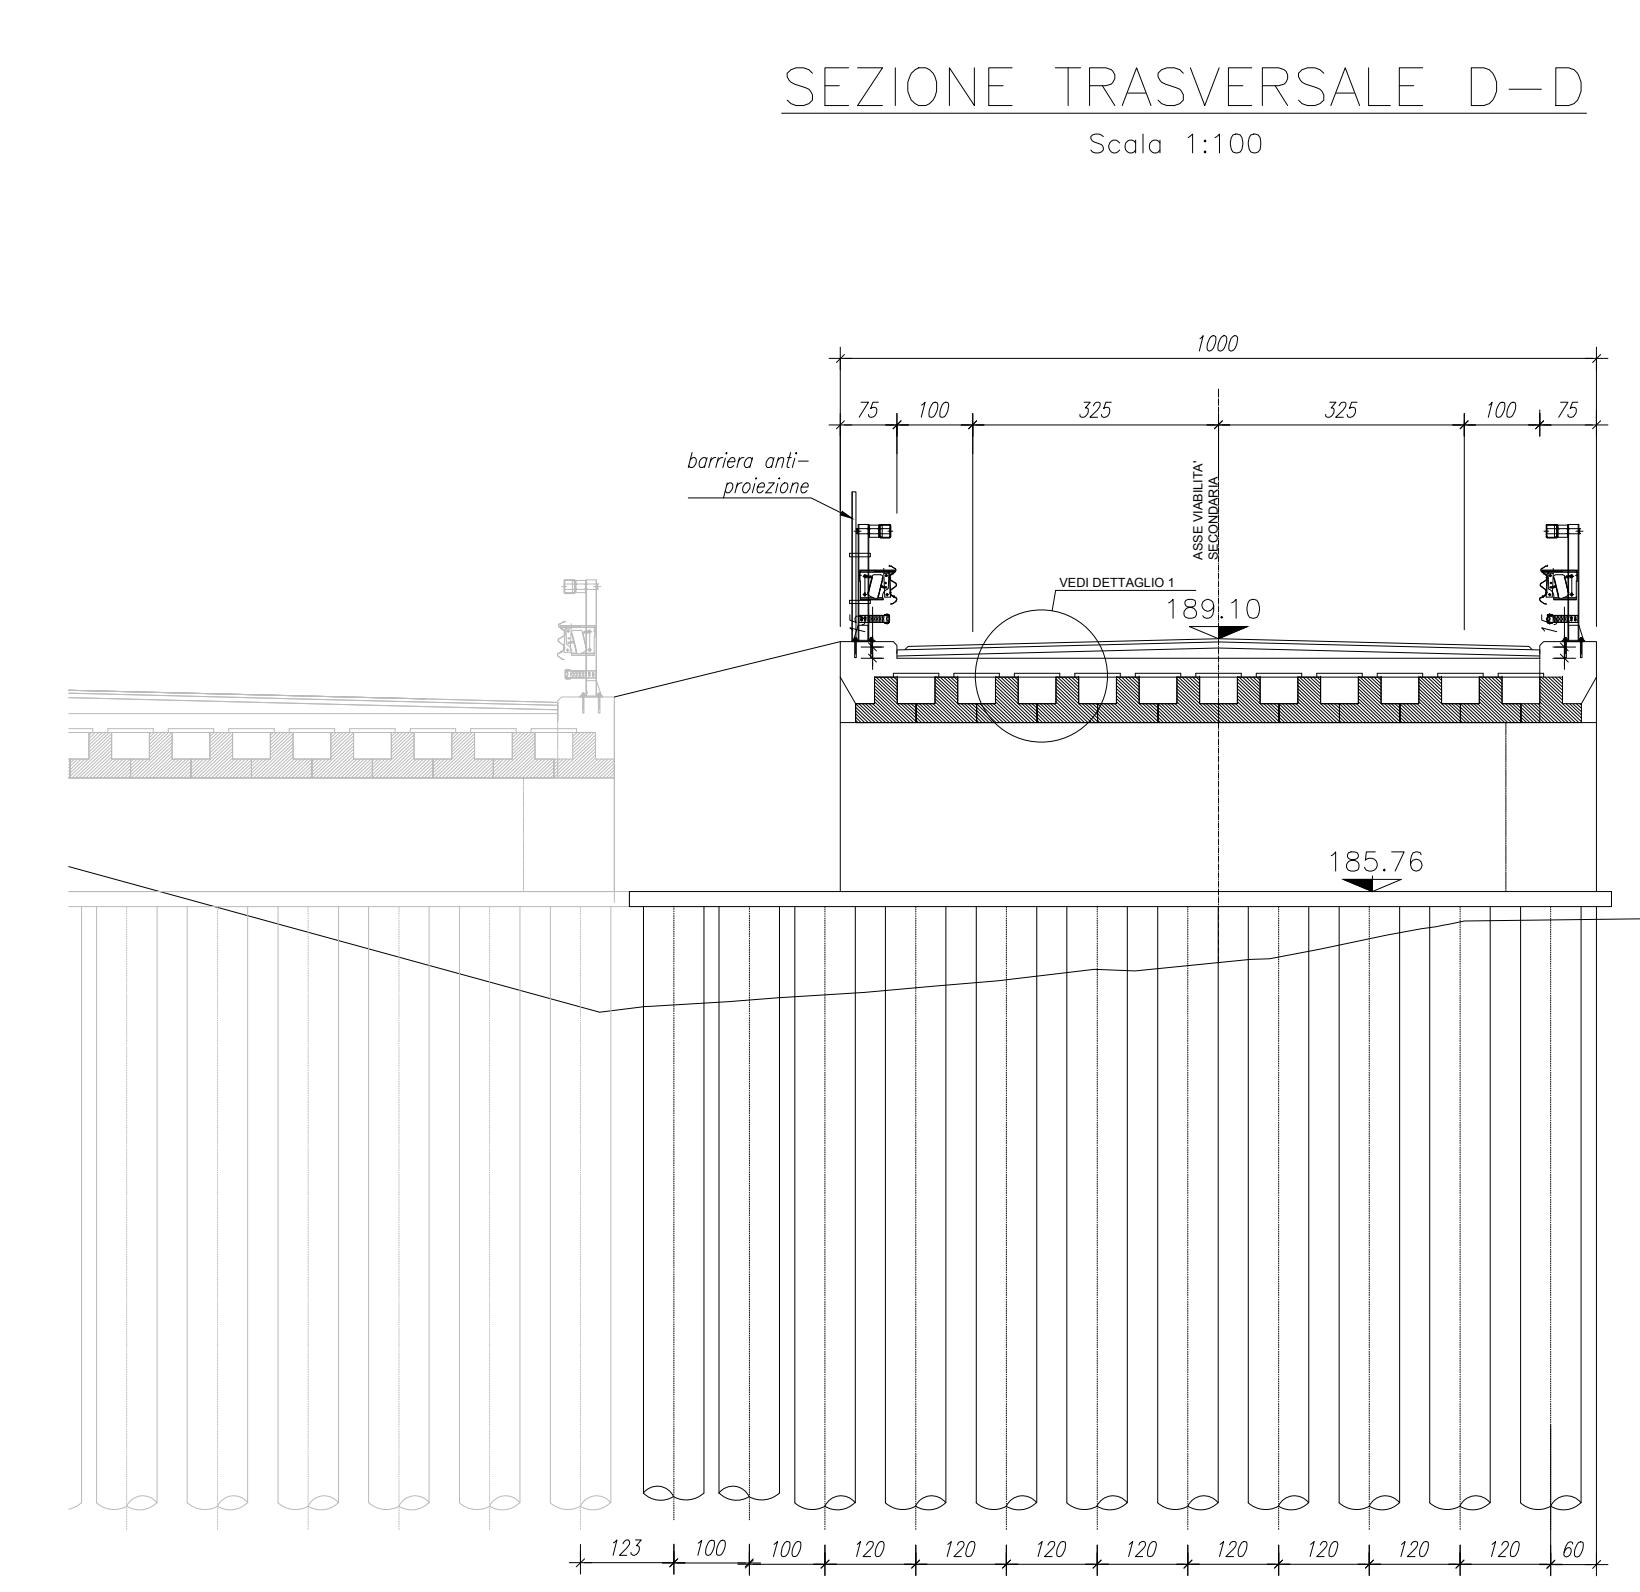 SEZIONE TRASVERSALE D-D
Scala 1:100
1000
75 100 325 325 100 75
barriera anti-
proiezione
ASSE VIABILITA'
SECONDARIA
VEDI DETTAGLIO 1
189.10
185.76
123 100 100 120 120 120 120 120 120 120 120 60